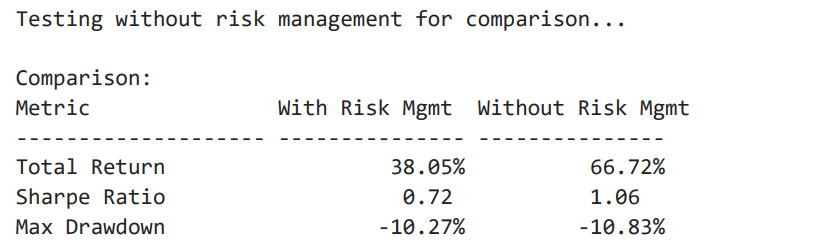 Testing without risk management for comparison...
Comparison:
Metric With Risk Mgmt Without Risk Mgmt
-------------------- --------------- ---------------
Total Return 38.05% 66.72%
Sharpe Ratio 0.72 1.06
Max Drawdown -10.27% -10.83%